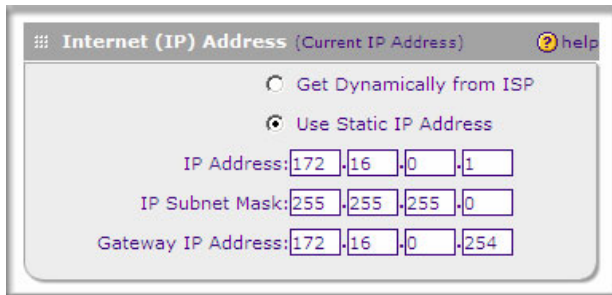 Internet (IP) Address (Current IP Address) ? help
Get Dynamically from ISP
Use Static IP Address
IP Address: 172 . 16 . 0 . 1
IP Subnet Mask: 255 . 255 . 255 . 0
Gateway IP Address: 172 . 16 . 0 . 254